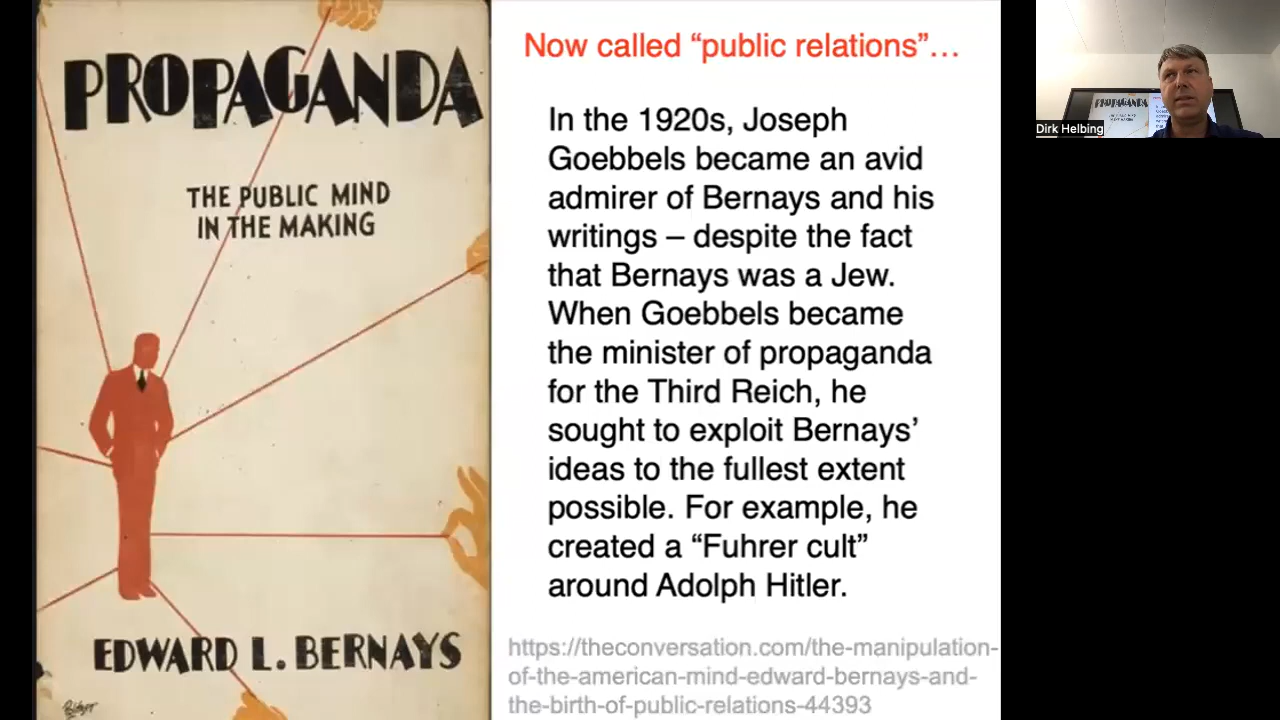 PROPAGANDA
THE PUBLIC MIND
IN THE MAKING
EDWARD L. BERNAYS
Now called “public relations”…
In the 1920s, Joseph
Goebbels became an avid
admirer of Bernays and his
writings – despite the fact
that Bernays was a Jew.
When Goebbels became
the minister of propaganda
for the Third Reich, he
sought to exploit Bernays’
ideas to the fullest extent
possible. For example, he
created a “Fuhrer cult”
around Adolph Hitler.
https://theconversation.com/the-manipulation-
of-the-american-mind-edward-bernays-and-
the-birth-of-public-relations-44393
PROPAGANDA
Dirk Helbing